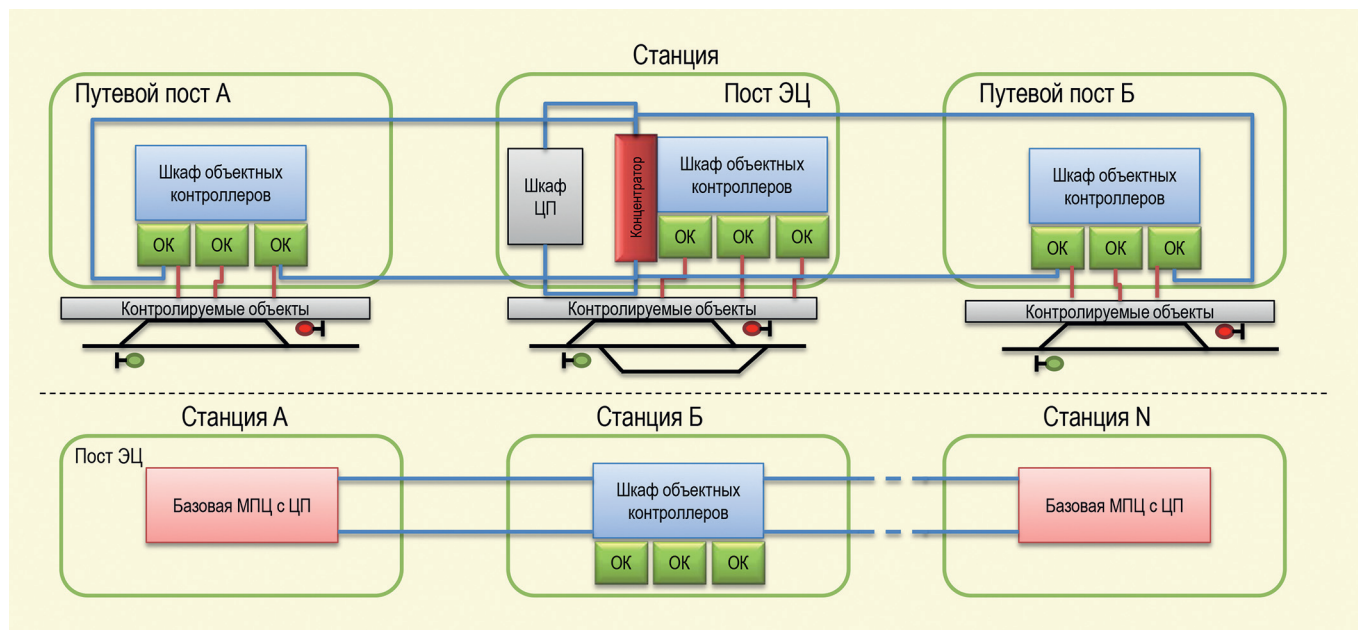 Станция
Путевой пост А
Пост ЭЦ
Путевой пост Б
Шкаф объектных
контроллеров
ОК ОК ОК
Шкаф
ЦП
Концентратор
Шкаф объектных
контроллеров
ОК ОК ОК
Шкаф объектных
контроллеров
ОК ОК ОК
Контролируемые объекты
Контролируемые объекты
Контролируемые объекты
Станция А
Станция Б
Станция N
Пост ЭЦ
Базовая МПЦ с ЦП
Шкаф объектных
контроллеров
ОК ОК ОК
Базовая МПЦ с ЦП